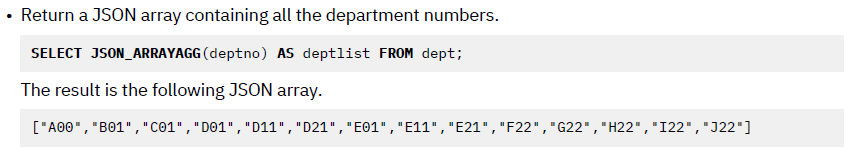 • Return a JSON array containing all the department numbers.
SELECT JSON_ARRAYAGG(deptno) AS deptlist FROM dept;
The result is the following JSON array.
["A00","B01","C01","D01","D11","D21","E01","E11","E21","F22","G22","H22","I22","J22"]